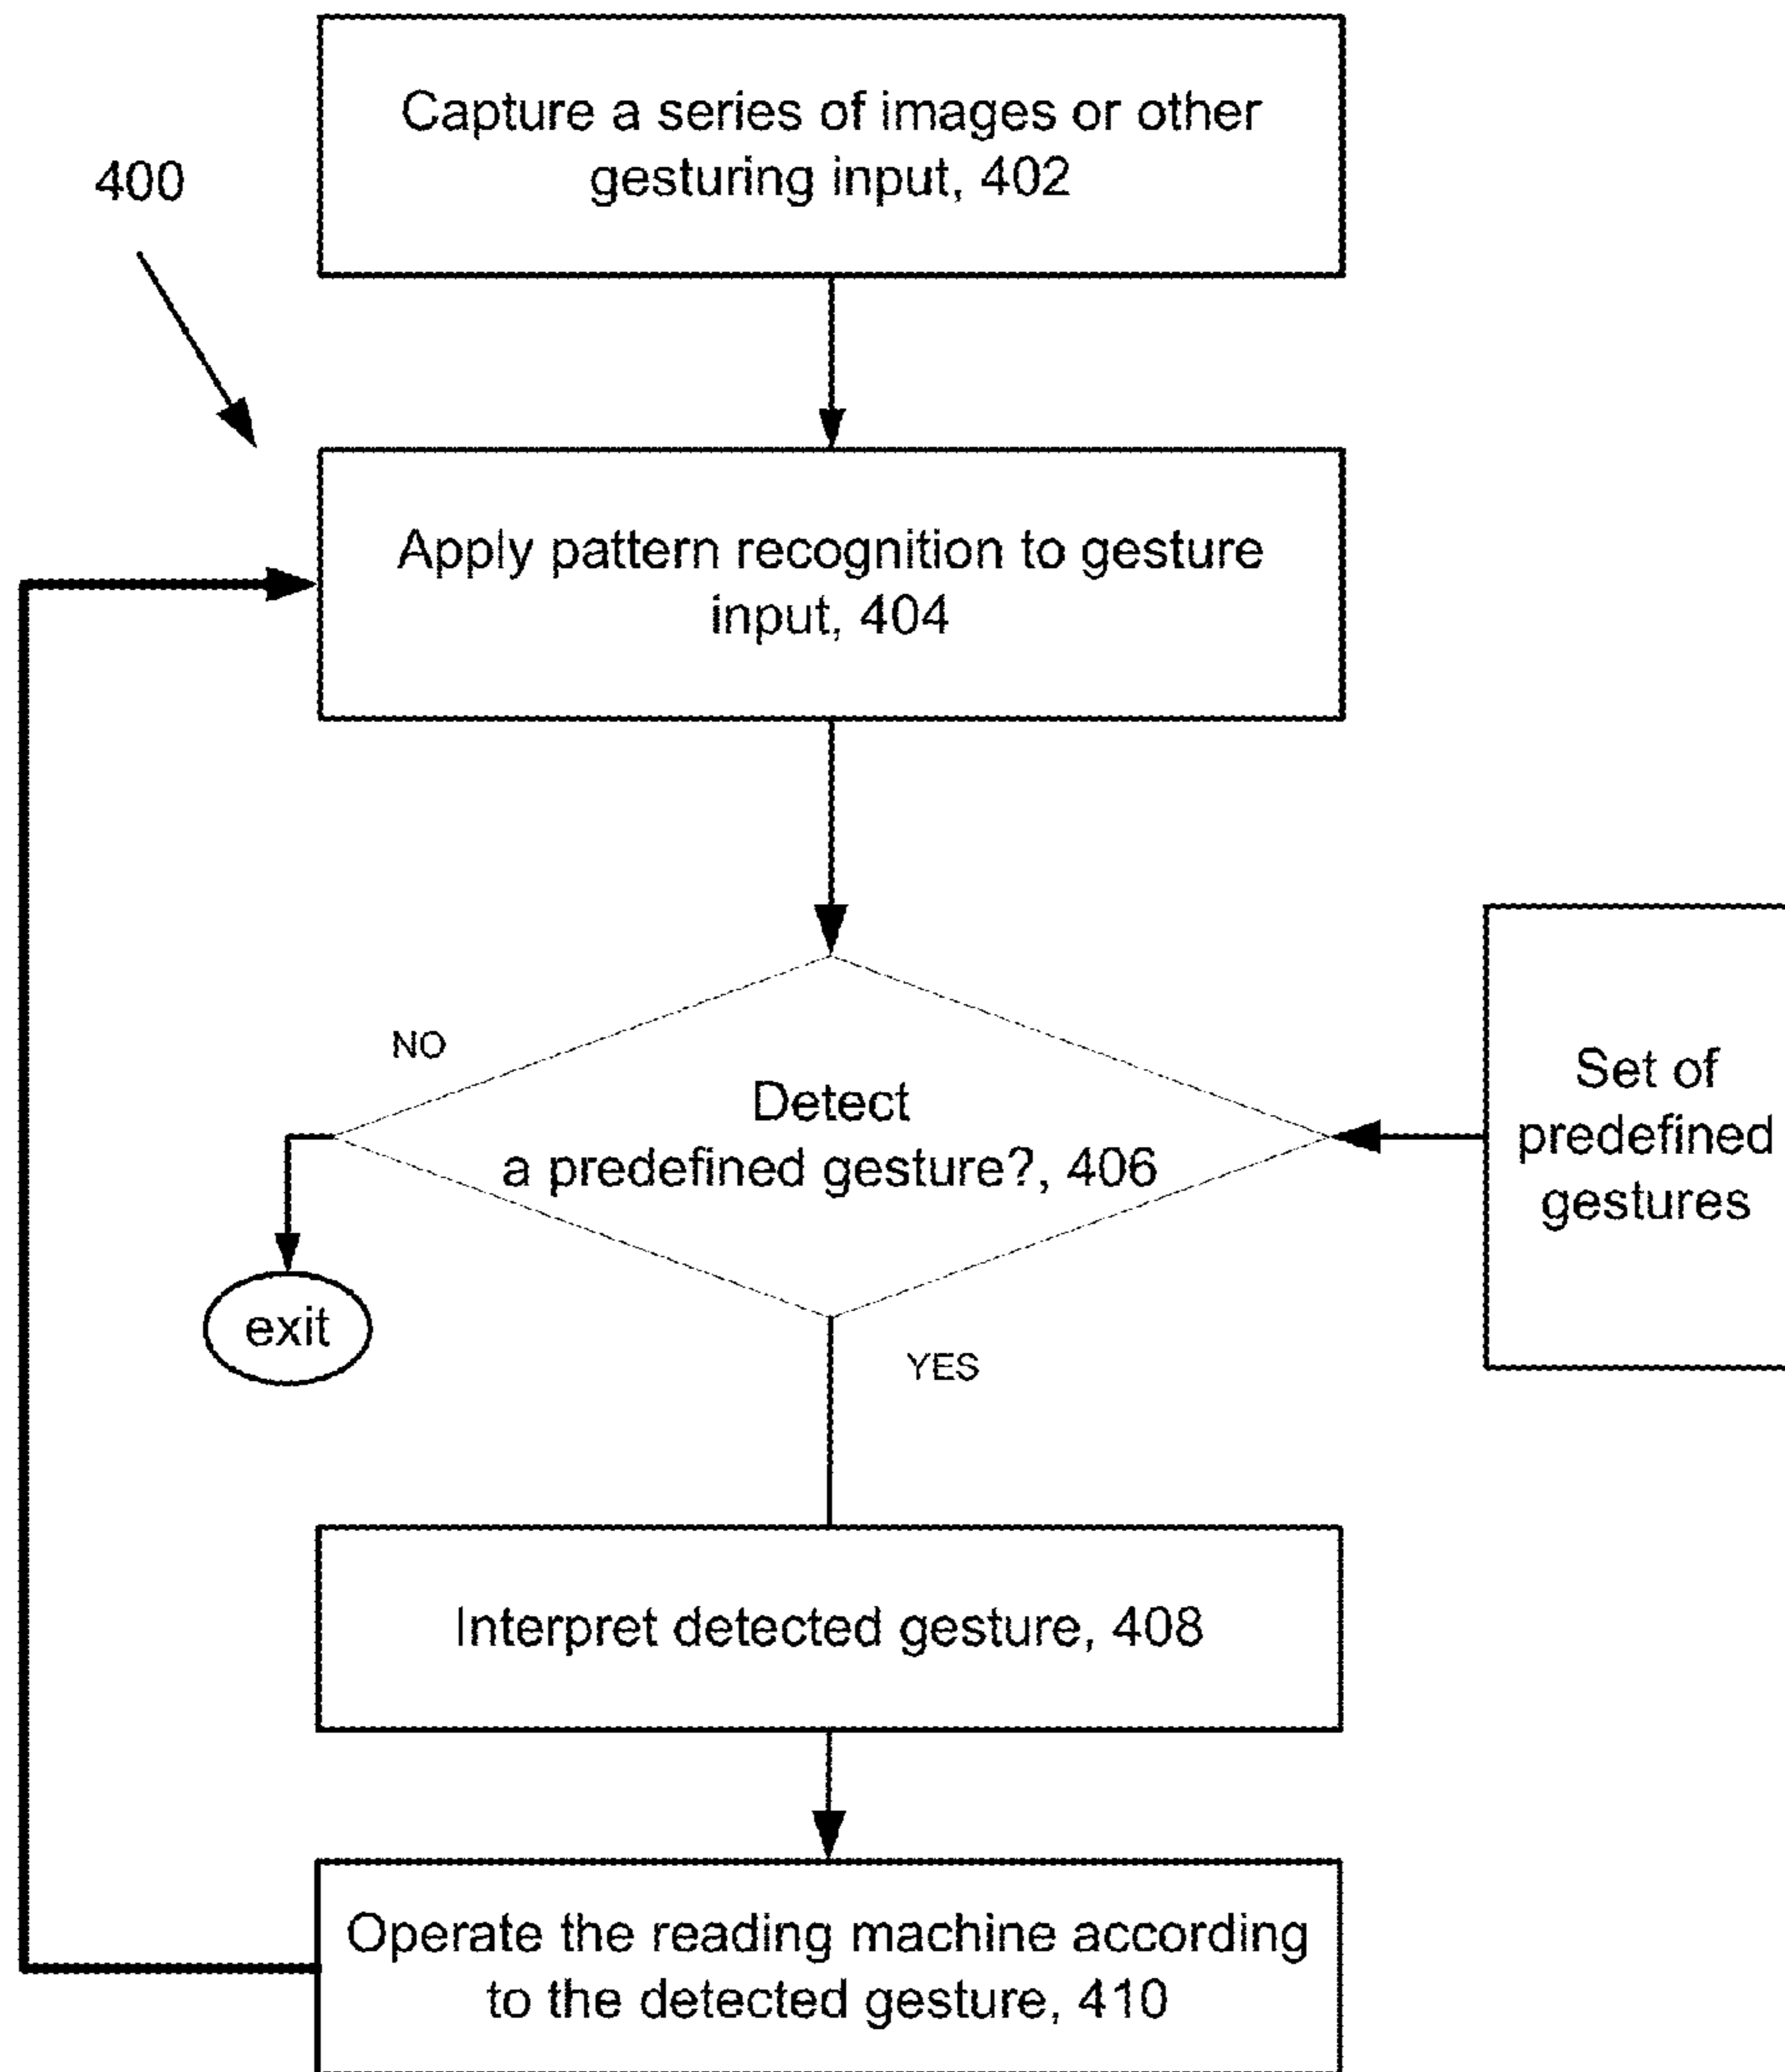 Capture a series of images or other
gesturing input, 402
400
Apply pattern recognition to gesture
input, 404
NO
Detect
a predefined gesture?, 406
Set of
predefined
gestures
exit
YES
Interpret detected gesture, 408
Operate the reading machine according
to the detected gesture, 410